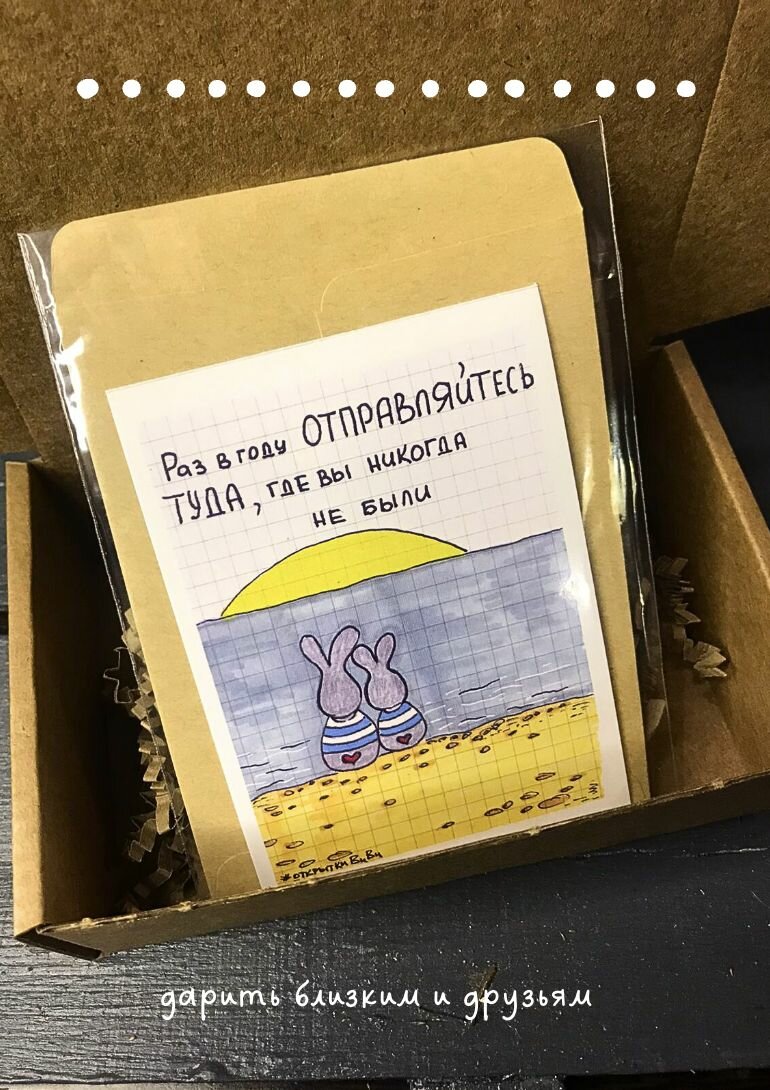 Раз в году ОТПРАВЛЯЙТЕСЬ
ТУДА, ГДЕ ВЫ НИКОГДА
НЕ БЫЛИ
#ОТКРЫТКИВиВи
дарить близким и друзьям